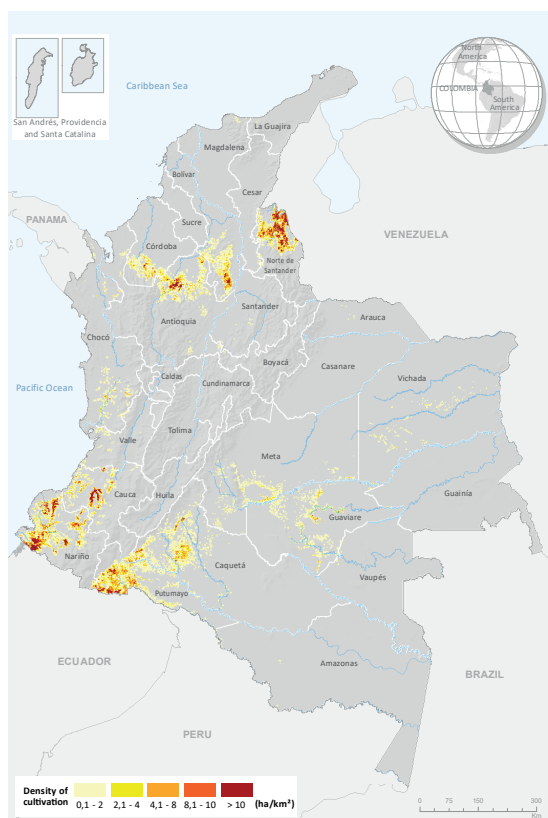 North
America
Caribbean Sea
COLOMBIA
South
America
San Andrés, Providencia
and Santa Catalina
La Guajira
Magdalena
Bolívar
Cesar
PANAMA
Sucre
VENEZUELA
Córdoba
Norte de
Santander
Santander
Arauca
Antioquia
Chocó
Boyacá
Casanare
Caldas
Vichada
Cundinamarca
Pacific Ocean
Tolima
Valle
Meta
Cauca
Huila
Guainía
Guaviare
Nariño
Caquetá
Vaupés
Putumayo
ECUADOR
Amazonas
BRAZIL
PERU
Density of
cultivation
0,1 - 2
2,1 - 4
4,1 - 8
8,1 - 10
> 10
(ha/km²)
0 75 150 300
Km